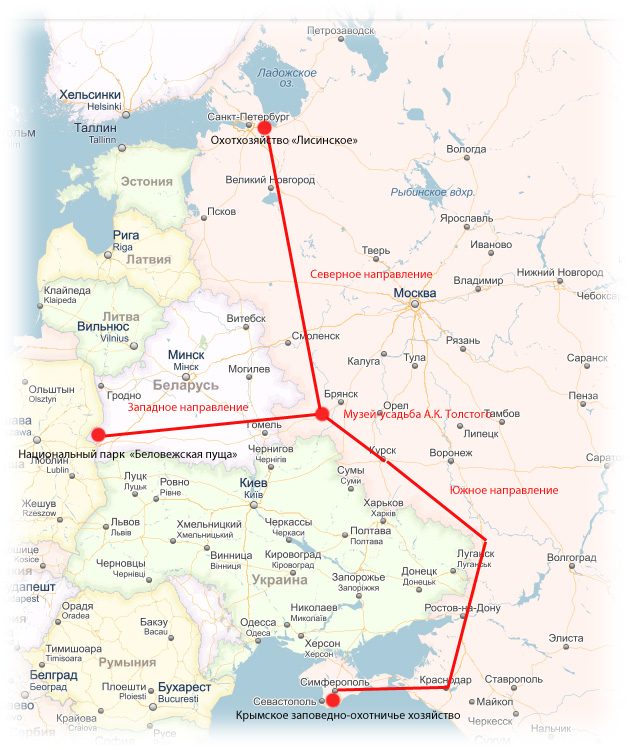 Петрозаводск
Ладожское
оз.
Хельсинки
Helsinki
Санкт-Петербург
Таллин
Tallinn
Охотхозяйство «Лисинское»
Вологда
Эстония
Великий Новгород
Рыбинское вдхр.
Псков
Ярославль
Рига
Riga
Иваново
Тверь
Латвия
Северное направление
Нижний Новгород
Владимир
Клайпеда
Klaipeda
Москва
Чебокса
Литва
Вильнюс
Vilnius
Витебск
Смоленск
Рязань
Минск
Мінск
Калуга
Тула
Саранск
Беларусь
Могилев
Ольштын
Olsztyn
Гродно
Брянск
Пенза
Западное направление
Орел
Музей усадьба А.К. Толстого
Тамбов
Гомель
Липецк
Национальный парк «Беловежская пуща»
Чернигов
Чернігів
Курск
Воронеж
Люблин
Lublin
Сумы
Суми
Сарато
Луцк
Луцьк
Ровно
Рівне
Киев
Київ
Южное направление
Жешув
Rzeszow
Харьков
Харків
Львов
Львів
Хмельницкий
Хмельницький
Черкассы
Черкаси
Полтава
Полтава
Винница
Вінниця
Кировоград
Кіровоград
Луганск
Луганськ
Волгоград
Черновцы
Чернівці
Украина
Запорожье
Запоріжжя
Донецк
Донецьк
Орадя
Oradea
Бакэу
Bacau
Николаев
Миколаїв
Ростов-на-Дону
Одесса
Одеса
Херсон
Херсон
Элиста
Тимишоара
Timisoara
Румыния
Белград
Београд
Плоешти
Ploiesti
Бухарест
Bucuresti
Симферополь
Краснодар
Ставрополь
Севастополь
Майкоп
Крымское заповедно-охотничье хозяйство
Крайова
Craiova
Черкесск
Нальчик